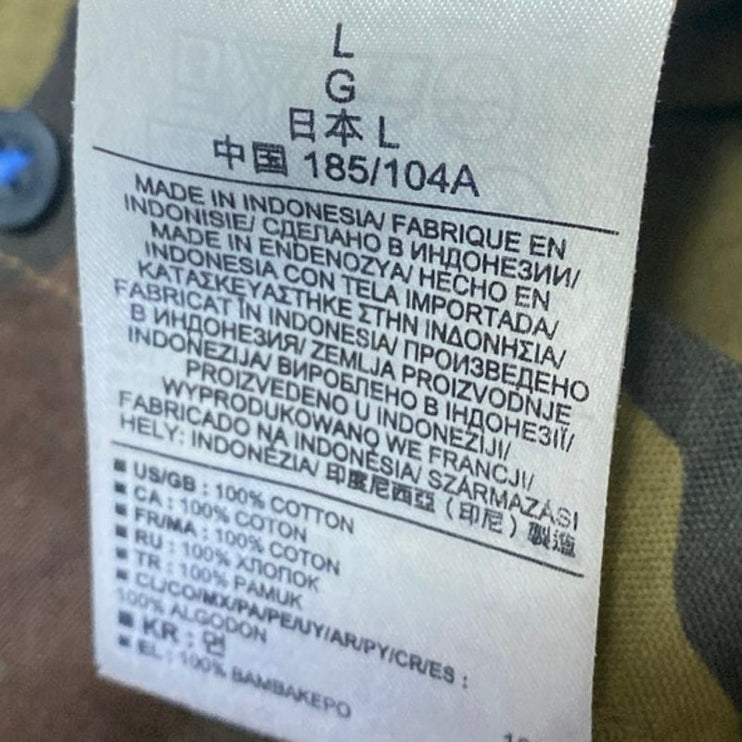 L
G
日本 L
中国 185/104A
MADE IN INDONESIA/ FABRIQUE EN
INDONISIE/ СДЕЛАНО В ИНДОНЕЗИИ/
MADE IN ENDENOZYA/ HECHO EN
INDONESIA CON TELA IMPORTADA/
ΚΑΤΑΣΚΕΥΑΣΤΗΚΕ ΣΤΗΝ ΙΝΔΟΝΗΣΙΑ/
FABRICAT ÎN INDONESIA/ ПРОИЗВЕДЕНО
В ИНДОНЕЗИЯ/ ZEMLJA PROIZVODNJE
INDONEZIJA/ ВИРОБЛЕНО В ІНДОНЕЗІЇ/
PROIZVEDENO U INDONEZIJI/
WYPRODUKOWANO WE FRANCJI/
FABRICADO NA INDONÉSIA/ SZÁRMAZÁSI
HELY: INDONÉZIA/ 印度尼西亞 (印尼) 製造
US/GB : 100% COTTON
CA : 100% COTON
FR/MA : 100% COTON
RU : 100% ХЛОПОК
TR : 100% PAMUK
CL/CO/MX/PA/PE/UY/AR/PY/CR/ES :
100% ALGODON
KR : 면
EL : 100% ΒΑΜΒΑΚΕΡΟ